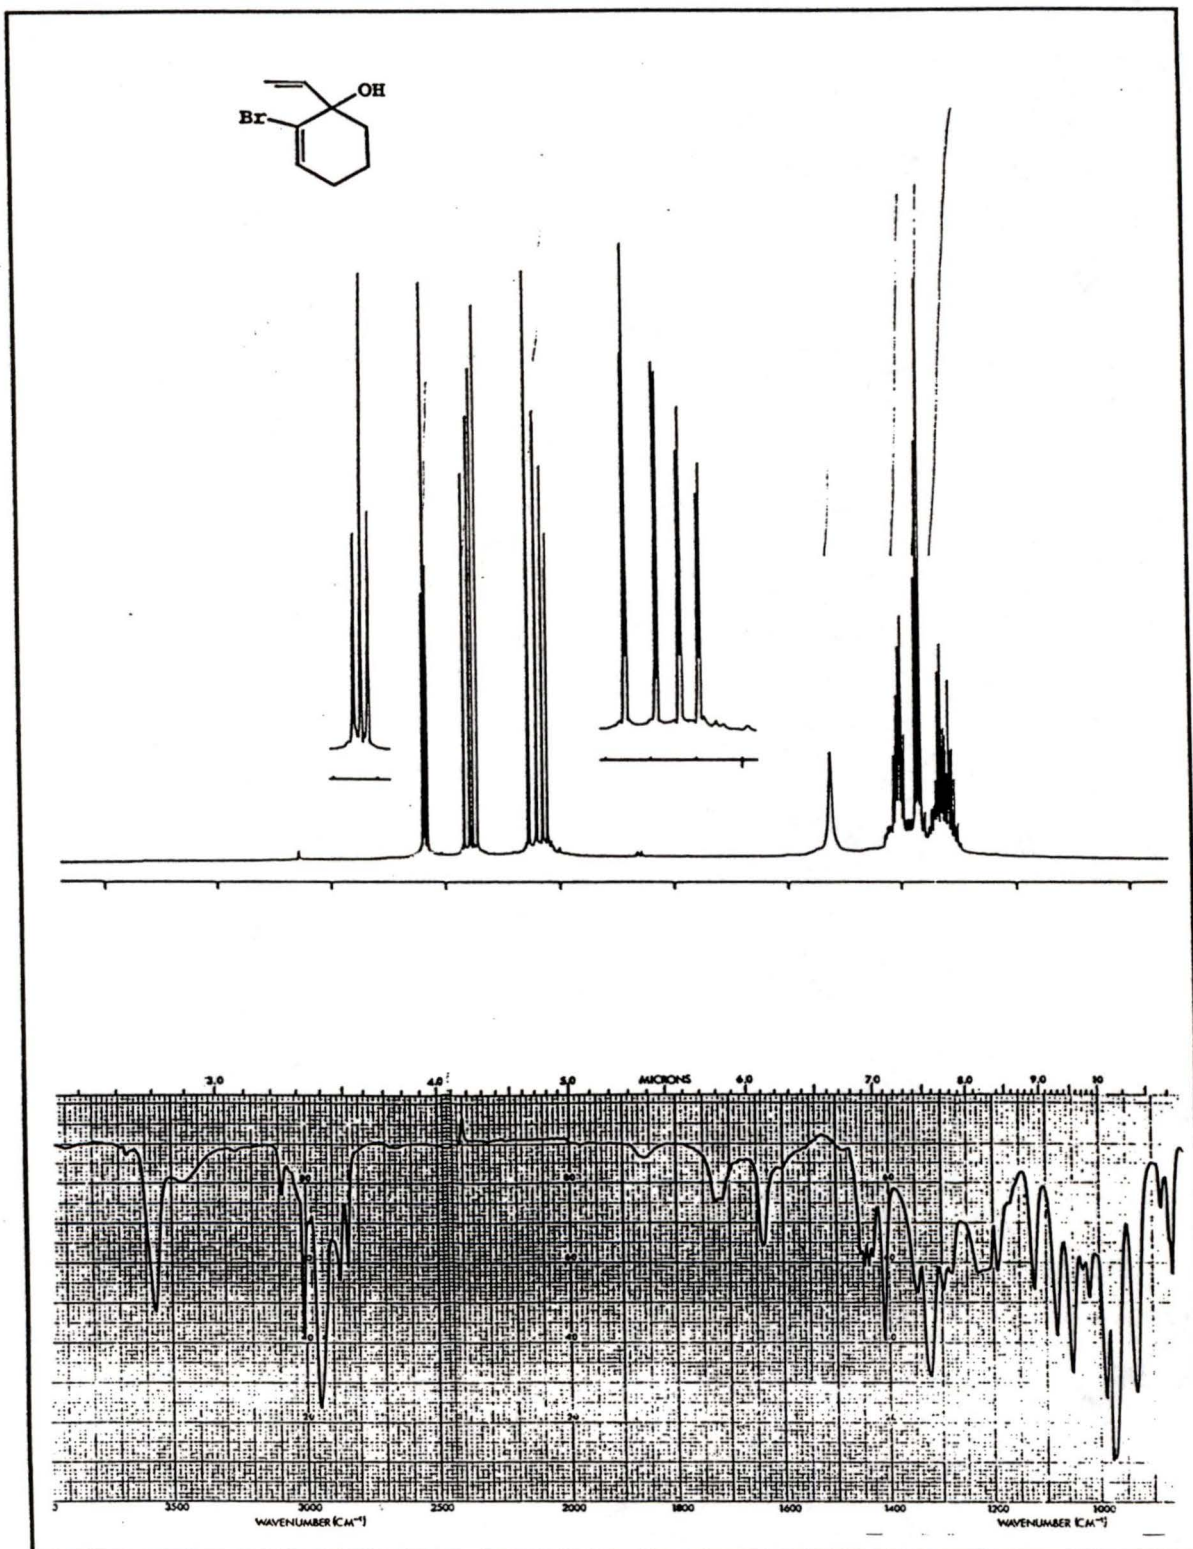 OH
Br
3.0 4.0 5.0 MICRONS 6.0 7.0 8.0 9.0 10
3500 3000 2500 2000 1800 1600 1400 1200 1000
WAVENUMBER (CM⁻¹) WAVENUMBER (CM⁻¹)